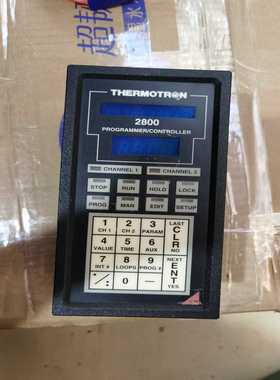 THERMOTRON
2800
PROGRAMMER/CONTROLLER
CHANNEL 1 CHANNEL 2
STOP RUN HOLD LOCK
PROG MAN EDIT SETUP
1 2 3 LAST
CH 1 CH 2 PARAM CLR
4 5 6 NO
VALUE TIME AUX
7 8 9 NEXT
INT # LOOPS PROG # ENT
*/: 0 — YES